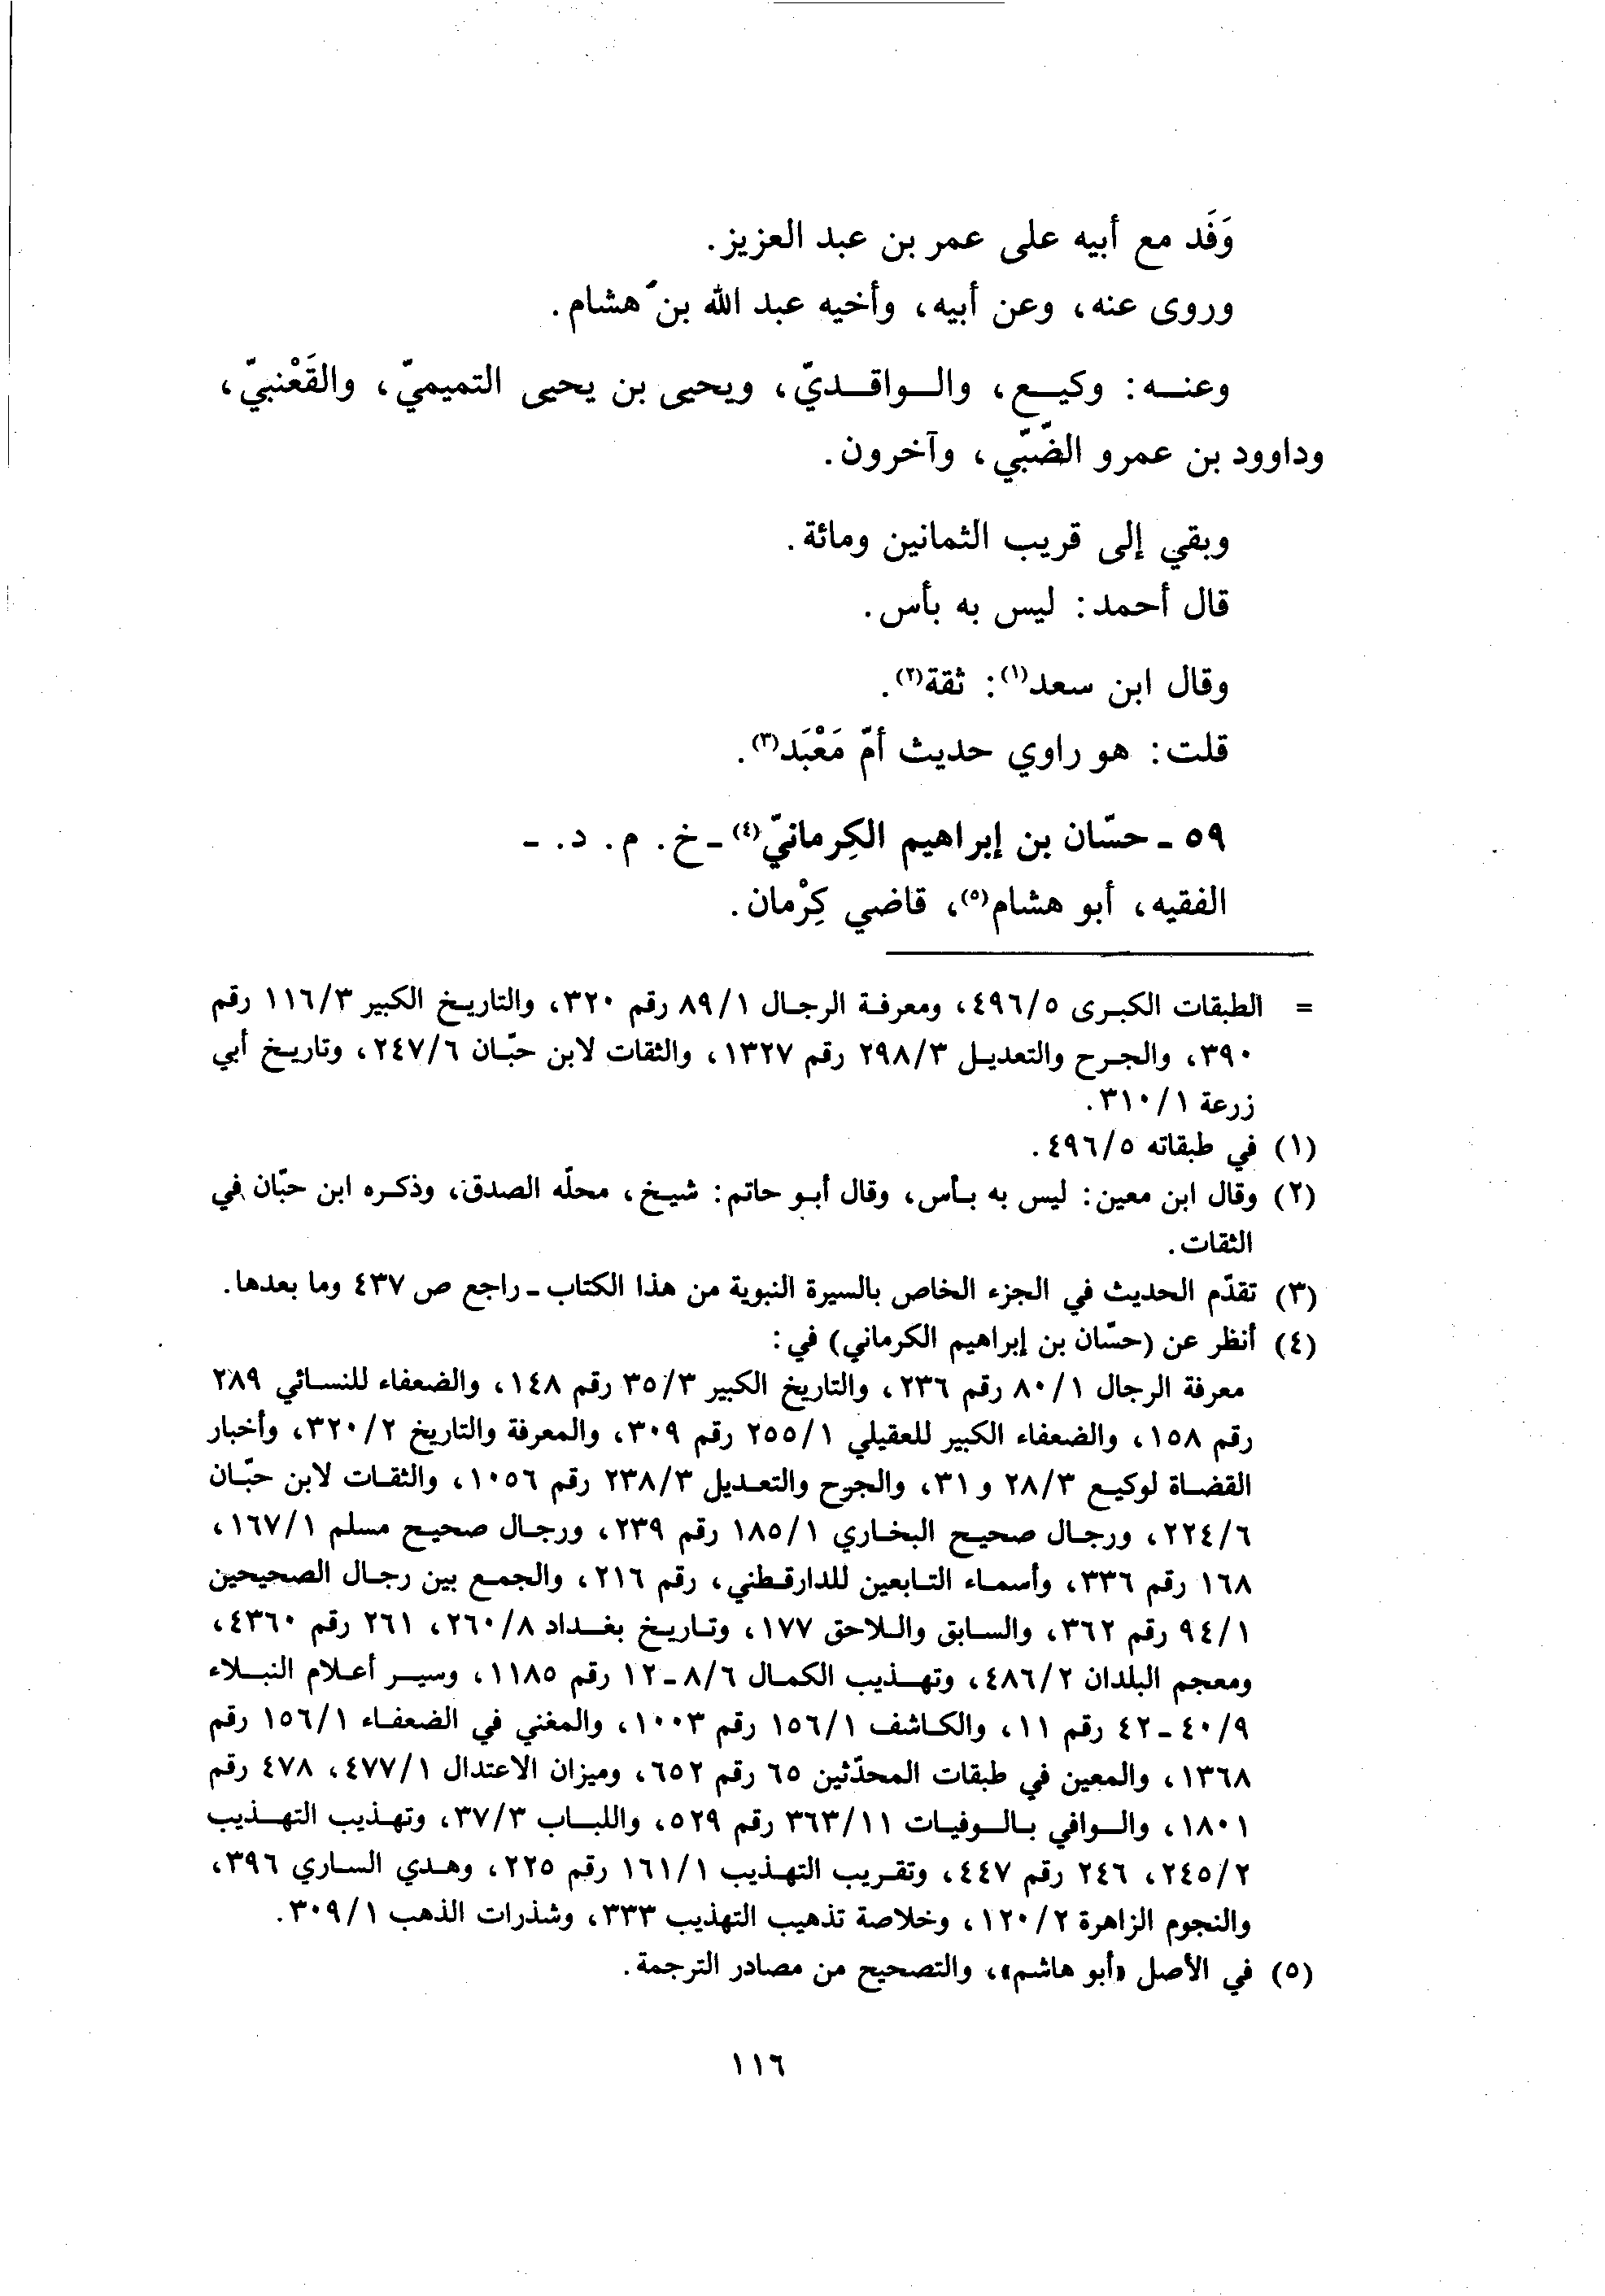 وَفَد مع أبيه على عمر بن عبد العزيز.
وروى عنه، وعن أبيه، وأخيه عبد الله بن هشام.
وعنه: وكيع، والواقديّ، ويحيى بن يحيى التميميّ، والقَعْنبيّ،
وداوود بن عمرو الضّبّي، وآخرون.
وبقي إلى قريب الثمانين ومائة.
قال أحمد: ليس به بأس.
وقال ابن سعد(١): ثقة(٢).
قلت: هو راوي حديث أمّ مَعْبَد(٣).
٥٩ - حسّان بن إبراهيم الكِرمانيّ(٤) - خ. م. د. -
الفقيه، أبو هشام(٥)، قاضي كِرْمان.
= الطبقات الكبرى ٤٩٦/٥، ومعرفة الرجال ٨٩/١ رقم ٣٢٠، والتاريخ الكبير ١١٦/٣ رقم
٣٩٠، والجرح والتعديل ٢٩٨/٣ رقم ١٣٢٧، والثقات لابن حبّان ٢٤٧/٦، وتاريخ أبي
زرعة ٣١٠/١.
(١) في طبقاته ٤٩٦/٥.
(٢) وقال ابن معين: ليس به بأس، وقال أبو حاتم: شيخ، محلّه الصدق، وذكره ابن حبّان في
الثقات.
(٣) تقدّم الحديث في الجزء الخاص بالسيرة النبوية من هذا الكتاب - راجع ص ٤٣٧ وما بعدها.
(٤) أنظر عن (حسّان بن إبراهيم الكرماني) في:
معرفة الرجال ٨٠/١ رقم ٢٣٦، والتاريخ الكبير ٣٥/٣ رقم ١٤٨، والضعفاء للنسائي ٢٨٩
رقم ١٥٨، والضعفاء الكبير للعقيلي ٢٥٥/١ رقم ٣٠٩، والمعرفة والتاريخ ٣٢٠/٢، وأخبار
القضاة لوكيع ٢٨/٣ و ٣١، والجرح والتعديل ٢٣٨/٣ رقم ١٠٥٦، والثقات لابن حبّان
٢٢٤/٦، ورجال صحيح البخاري ١٨٥/١ رقم ٢٣٩، ورجال صحيح مسلم ١٦٧/١،
١٦٨ رقم ٣٣٦، وأسماء التابعين للدارقطني، رقم ٢١٦، والجمع بين رجال الصحيحين
٩٤/١ رقم ٣٦٢، والسابق واللاحق ١٧٧، وتاريخ بغداد ٢٦٠/٨، ٢٦١ رقم ٤٣٦٠،
ومعجم البلدان ٤٨٦/٢، وتهذيب الكمال ٨/٦ - ١٢ رقم ١١٨٥، وسير أعلام النبلاء
٤٠/٩ - ٤٢ رقم ١١، والكاشف ١٥٦/١ رقم ١٠٠٣، والمغني في الضعفاء ١٥٦/١ رقم
١٣٦٨، والمعين في طبقات المحدّثين ٦٥ رقم ٦٥٢، وميزان الاعتدال ٤٧٧/١، ٤٧٨ رقم
١٨٠١، والوافي بالوفيات ٣٦٣/١١ رقم ٥٢٩، واللباب ٣٧/٣، وتهذيب التهذيب
٢٤٥/٢، ٢٤٦ رقم ٤٤٧، وتقريب التهذيب ١٦١/١ رقم ٢٢٥، وهدي الساري ٣٩٦،
والنجوم الزاهرة ١٢٠/٢، وخلاصة تذهيب التهذيب ٣٣٣، وشذرات الذهب ٣٠٩/١.
(٥) في الأصل «أبو هاشم»، والتصحيح من مصادر الترجمة.
١١٦